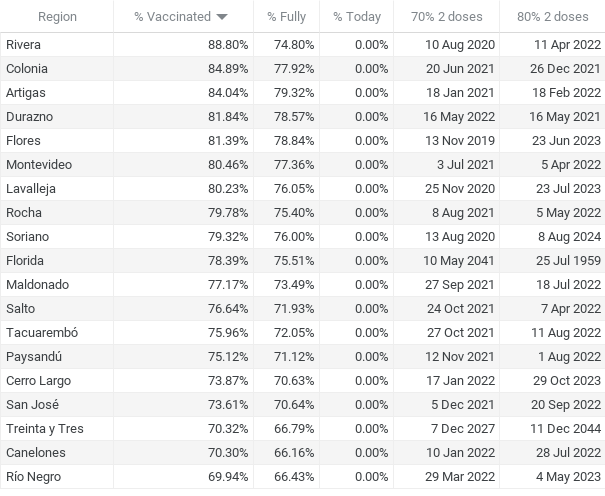 Region % Vaccinated % Fully % Today 70% 2 doses 80% 2 doses
Rivera 88.80% 74.80% 0.00% 10 Aug 2020 11 Apr 2022
Colonia 84.89% 77.92% 0.00% 20 Jun 2021 26 Dec 2021
Artigas 84.04% 79.32% 0.00% 18 Jan 2021 18 Feb 2022
Durazno 81.84% 78.57% 0.00% 16 May 2022 16 May 2021
Flores 81.39% 78.84% 0.00% 13 Nov 2019 23 Jun 2023
Montevideo 80.46% 77.36% 0.00% 3 Jul 2021 5 Apr 2022
Lavalleja 80.23% 76.05% 0.00% 25 Nov 2020 23 Jul 2023
Rocha 79.78% 75.40% 0.00% 8 Aug 2021 5 May 2022
Soriano 79.32% 76.00% 0.00% 13 Aug 2020 8 Aug 2024
Florida 78.39% 75.51% 0.00% 10 May 2041 25 Jul 1959
Maldonado 77.17% 73.49% 0.00% 27 Sep 2021 18 Jul 2022
Salto 76.64% 71.93% 0.00% 24 Oct 2021 7 Apr 2022
Tacuarembó 75.96% 72.05% 0.00% 27 Oct 2021 11 Aug 2022
Paysandú 75.12% 71.12% 0.00% 12 Nov 2021 1 Aug 2022
Cerro Largo 73.87% 70.63% 0.00% 17 Jan 2022 29 Oct 2023
San José 73.61% 70.64% 0.00% 5 Dec 2021 20 Sep 2022
Treinta y Tres 70.32% 66.79% 0.00% 7 Dec 2027 11 Dec 2044
Canelones 70.30% 66.16% 0.00% 10 Jan 2022 28 Jul 2022
Río Negro 69.94% 66.43% 0.00% 29 Mar 2022 4 May 2023